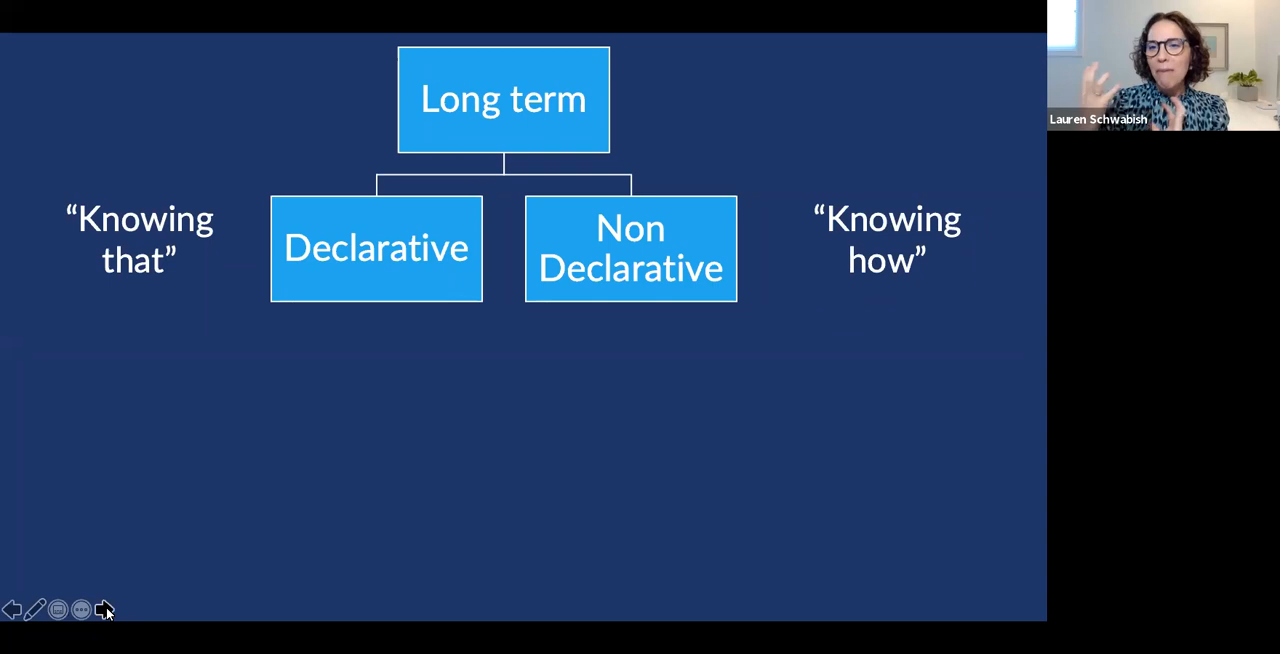 Long term
“Knowing
that”
Declarative
Non
Declarative
“Knowing
how”
Lauren Schwabish